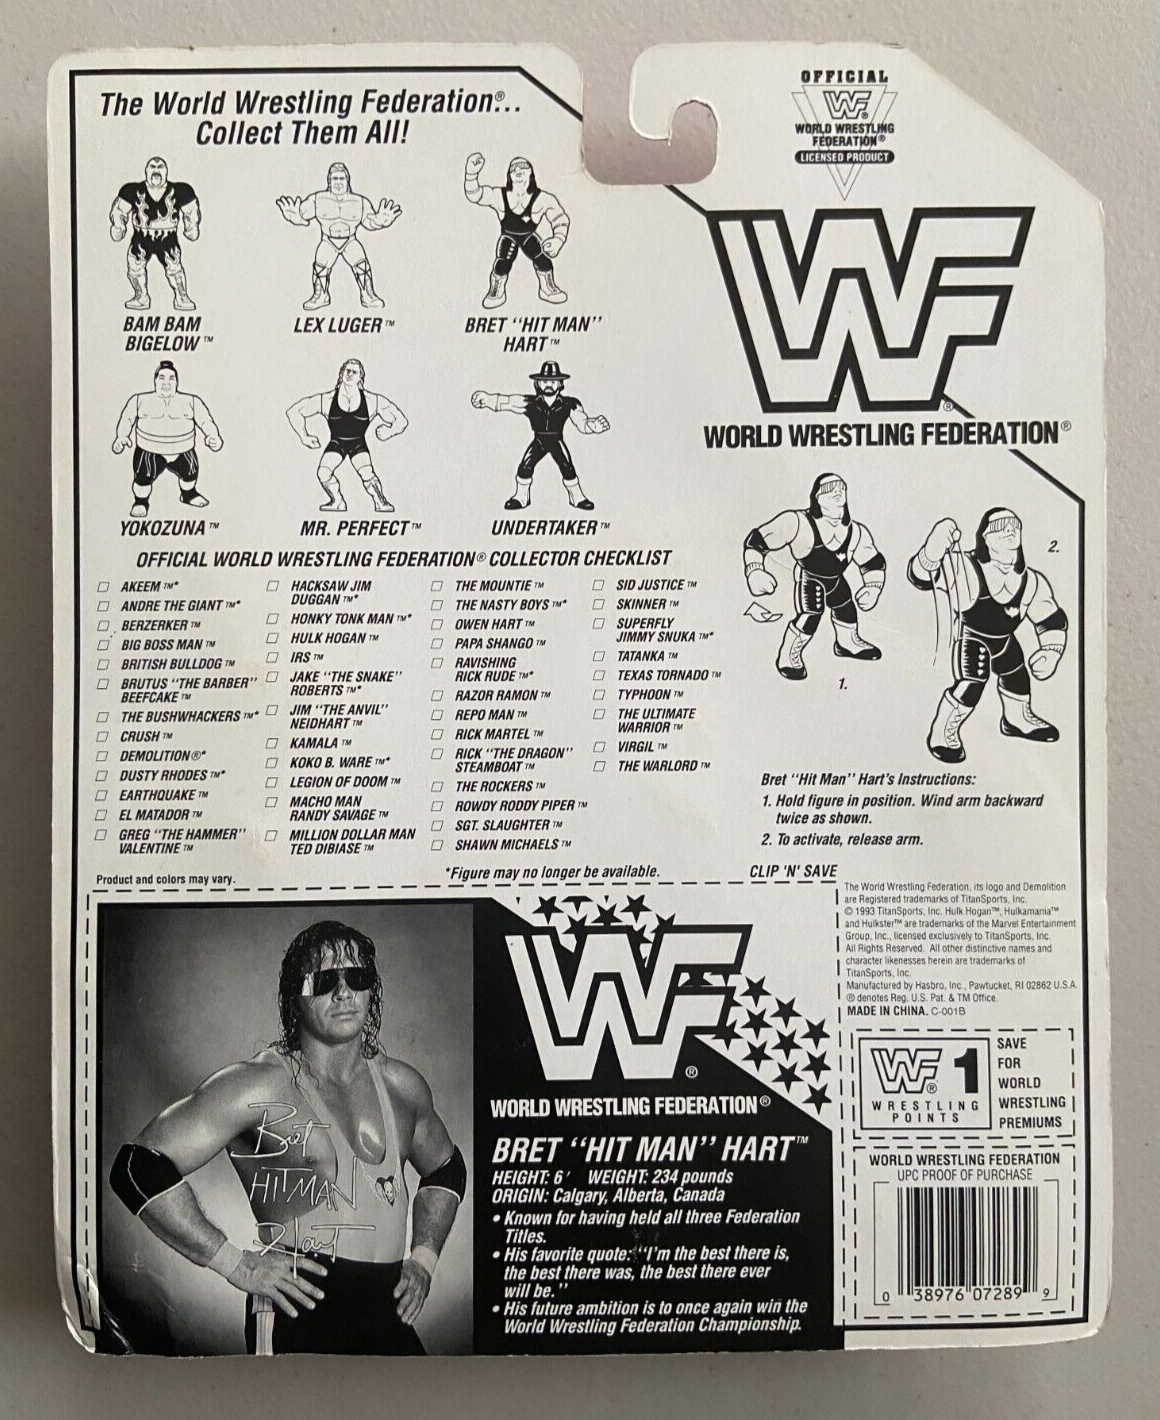 The World Wrestling Federation®...
Collect Them All!
BAM BAM
BIGELOW™
LEX LUGER™
BRET "HIT MAN"
HART™
YOKOZUNA™
MR. PERFECT™
UNDERTAKER™
OFFICIAL
WF®
WORLD WRESTLING
FEDERATION®
LICENSED PRODUCT
WF®
WORLD WRESTLING FEDERATION®
OFFICIAL WORLD WRESTLING FEDERATION® COLLECTOR CHECKLIST
AKEEM™*
ANDRE THE GIANT™*
BERZERKER™
BIG BOSS MAN™
BRITISH BULLDOG™
BRUTUS "THE BARBER"
BEEFCAKE™
THE BUSHWHACKERS™*
CRUSH™
DEMOLITION®*
DUSTY RHODES™*
EARTHQUAKE™
EL MATADOR™
GREG "THE HAMMER"
VALENTINE™
HACKSAW JIM
DUGGAN™*
HONKY TONK MAN™*
HULK HOGAN™
IRS™
JAKE "THE SNAKE"
ROBERTS™*
JIM "THE ANVIL"
NEIDHART™
KAMALA™
KOKO B. WARE™*
LEGION OF DOOM™
MACHO MAN
RANDY SAVAGE™
MILLION DOLLAR MAN
TED DIBIASE™
THE MOUNTIE™
THE NASTY BOYS™*
OWEN HART™
PAPA SHANGO™
RAVISHING
RICK RUDE™*
RAZOR RAMON™
REPO MAN™
RICK MARTEL™
RICK "THE DRAGON"
STEAMBOAT™
THE ROCKERS™
ROWDY RODDY PIPER™
SGT. SLAUGHTER™
SHAWN MICHAELS™
SID JUSTICE™
SKINNER™
SUPERFLY
JIMMY SNUKA™*
TATANKA™
TEXAS TORNADO™
TYPHOON™
THE ULTIMATE
WARRIOR™
VIRGIL™
THE WARLORD™
1.
2.
Bret "Hit Man" Hart's Instructions:
1. Hold figure in position. Wind arm backward
twice as shown.
2. To activate, release arm.
Product and colors may vary.
*Figure may no longer be available.
CLIP 'N' SAVE
The World Wrestling Federation, its logo and Demolition
are Registered trademarks of TitanSports, Inc.
© 1993 TitanSports, Inc. Hulk Hogan™, Hulkamania™
and Hulkster™ are trademarks of the Marvel Entertainment
Group, Inc., licensed exclusively to TitanSports, Inc.
All Rights Reserved. All other distinctive names and
character likenesses herein are trademarks of
TitanSports, Inc.
Manufactured by Hasbro, Inc., Pawtucket, RI 02862 U.S.A.
® denotes Reg. U.S. Pat. & TM Office.
MADE IN CHINA. C-001B
Bret
HITMAN
Hart
WF®
WORLD WRESTLING FEDERATION®
BRET "HIT MAN" HART™
HEIGHT: 6' WEIGHT: 234 pounds
ORIGIN: Calgary, Alberta, Canada
• Known for having held all three Federation
Titles.
• His favorite quote: "I'm the best there is,
the best there was, the best there ever
will be."
• His future ambition is to once again win the
World Wrestling Federation Championship.
WF® 1
WRESTLING
POINTS
SAVE
FOR
WORLD
WRESTLING
PREMIUMS
WORLD WRESTLING FEDERATION
UPC PROOF OF PURCHASE
0 38976 07289 9